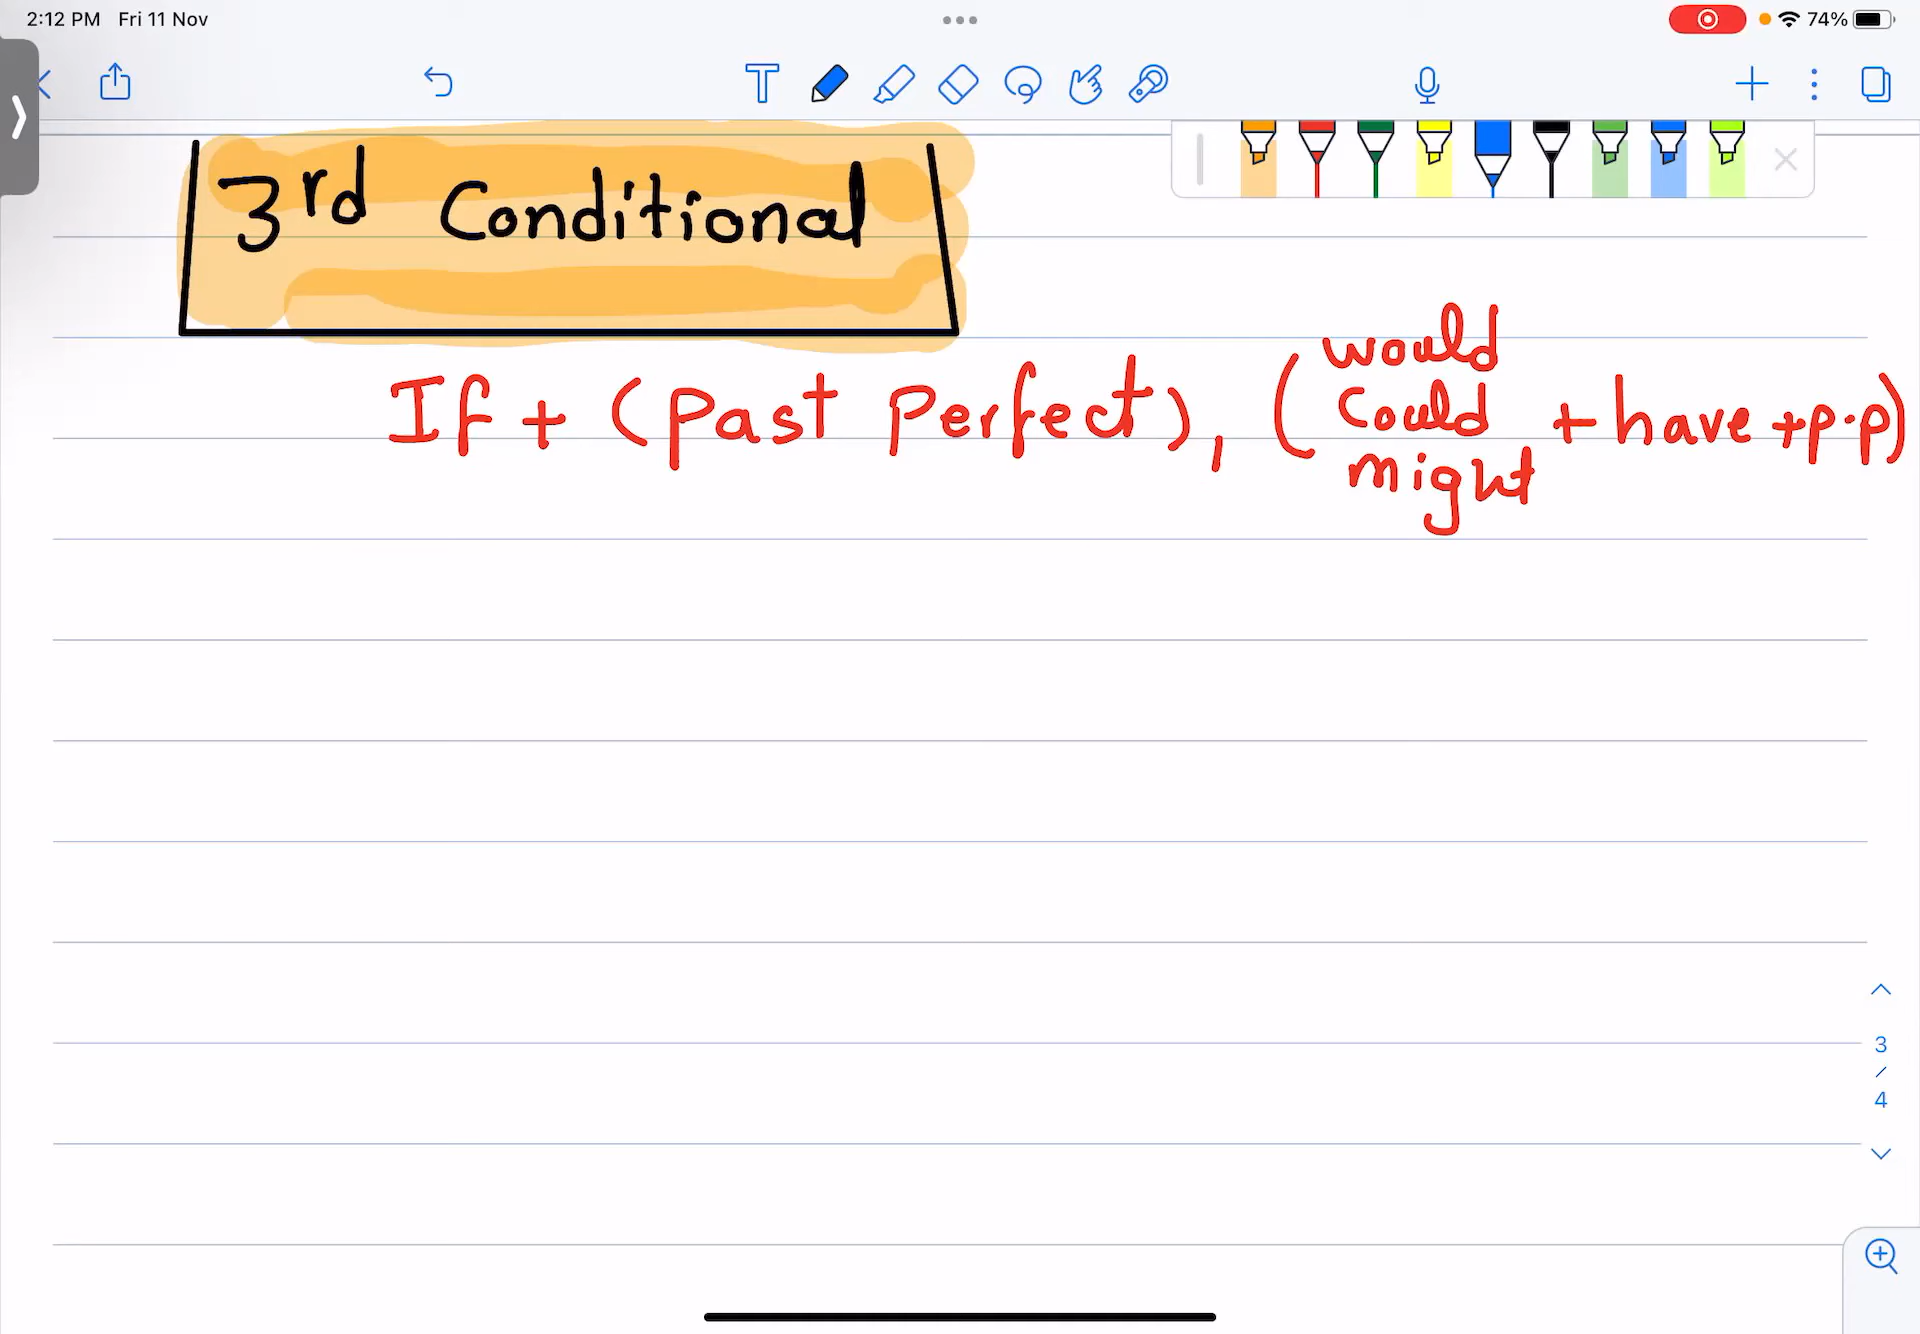 2:12 PM Fri 11 Nov
74%
3rd Conditional
If + (Past Perfect), (would
Could + have + p.p)
might
3
/
4